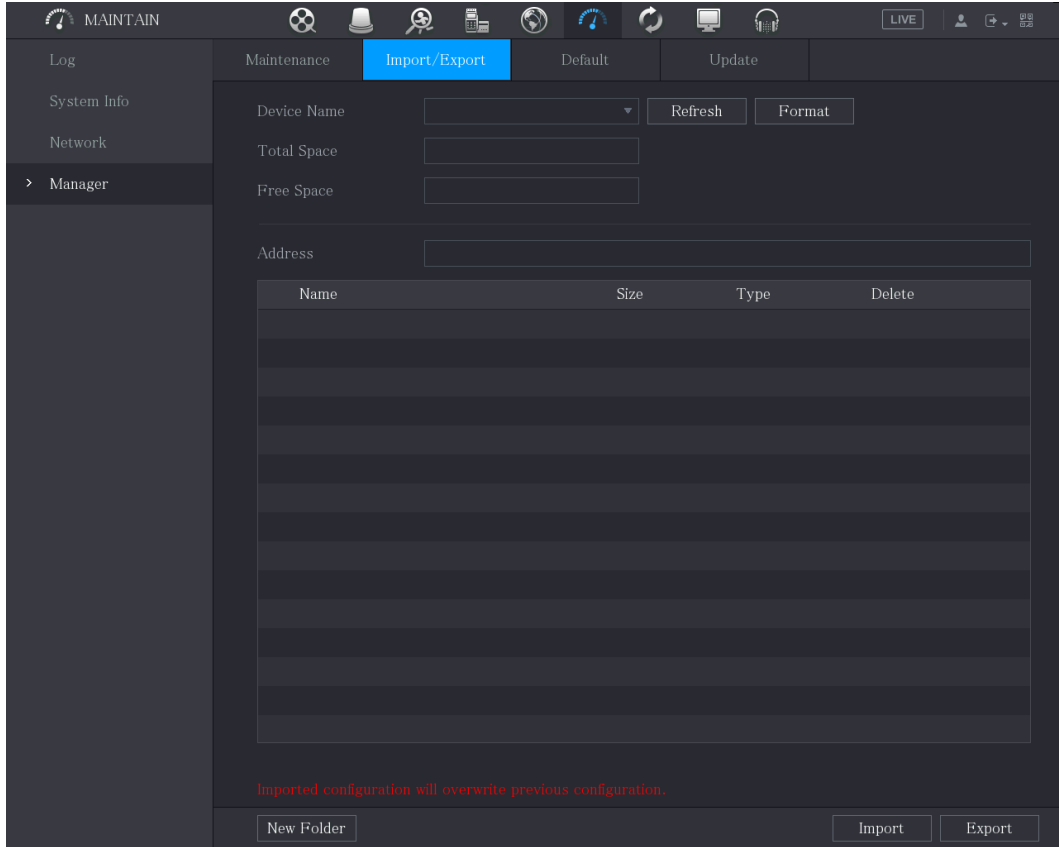 MAINTAIN
LIVE
Log
System Info
Network
Manager
Maintenance Import/Export Default Update
Device Name Refresh Format
Total Space
Free Space
Address
Name Size Type Delete
Imported configuration will overwrite previous configuration.
New Folder Import Export